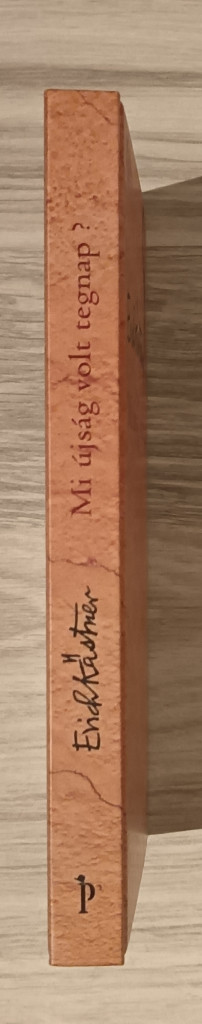 Erich Kästner
Mi újság volt tegnap ?